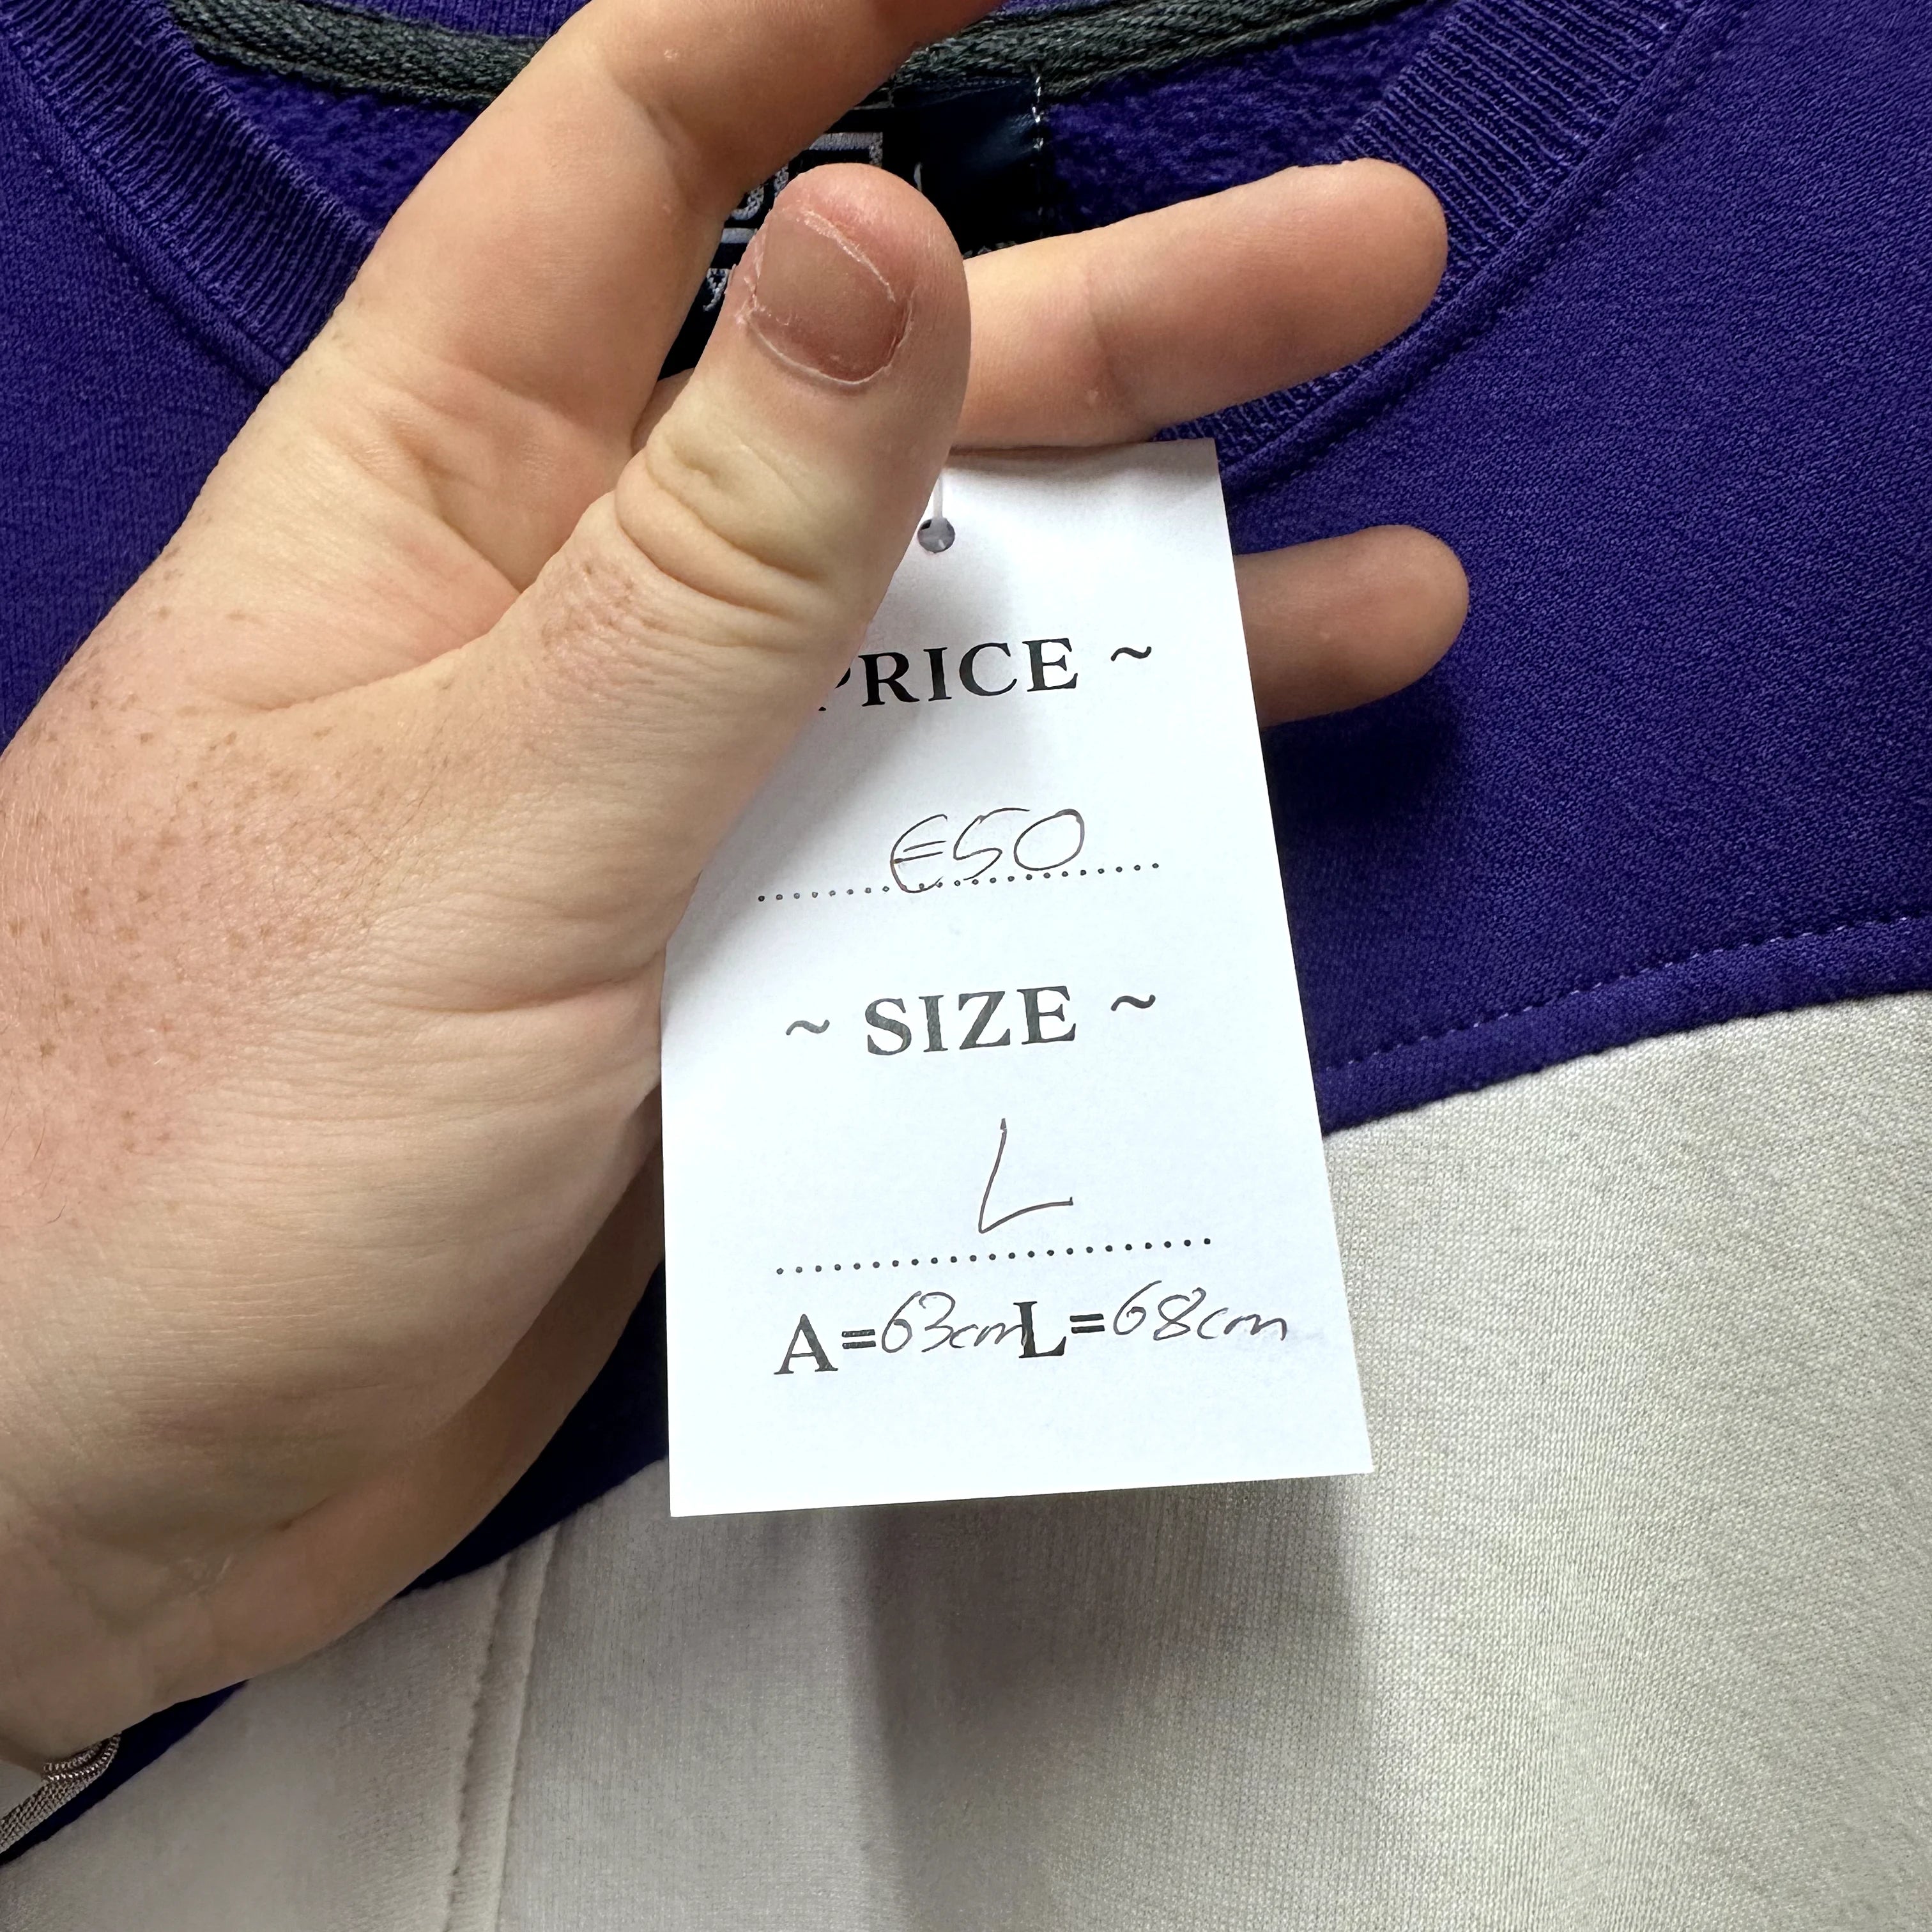 PRICE ~
€50
~ SIZE ~
L
A=63cm L=68cm